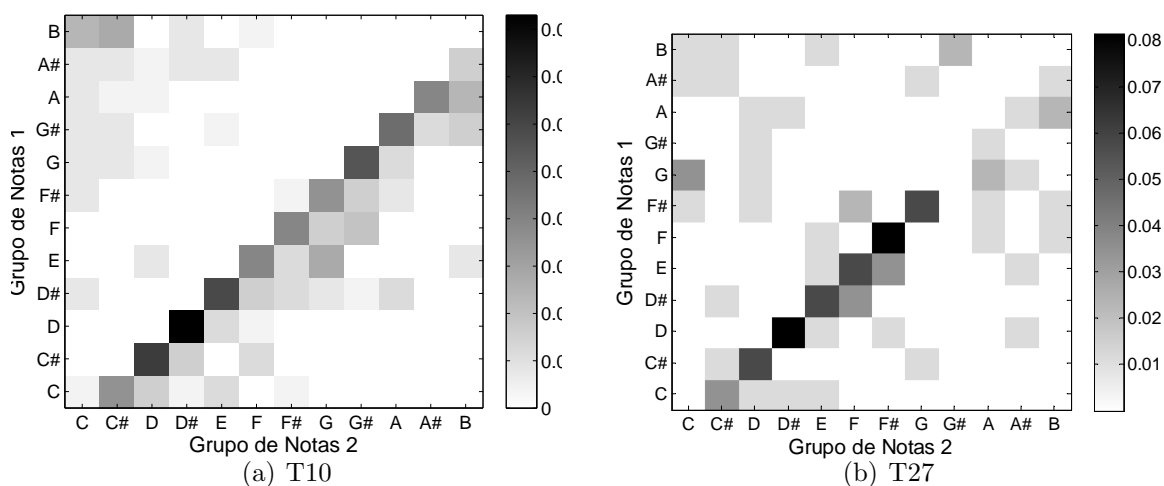 B
A#
A
G#
G
F#
F
E
D#
D
C#
C
Grupo de Notas 1
C C# D D# E F F# G G# A A# B
Grupo de Notas 2
0
(a) T10
B
A#
A
G#
G
F#
F
E
D#
D
C#
C
Grupo de Notas 1
C C# D D# E F F# G G# A A# B
Grupo de Notas 2
0.08
0.07
0.06
0.05
0.04
0.03
0.02
0.01
(b) T27